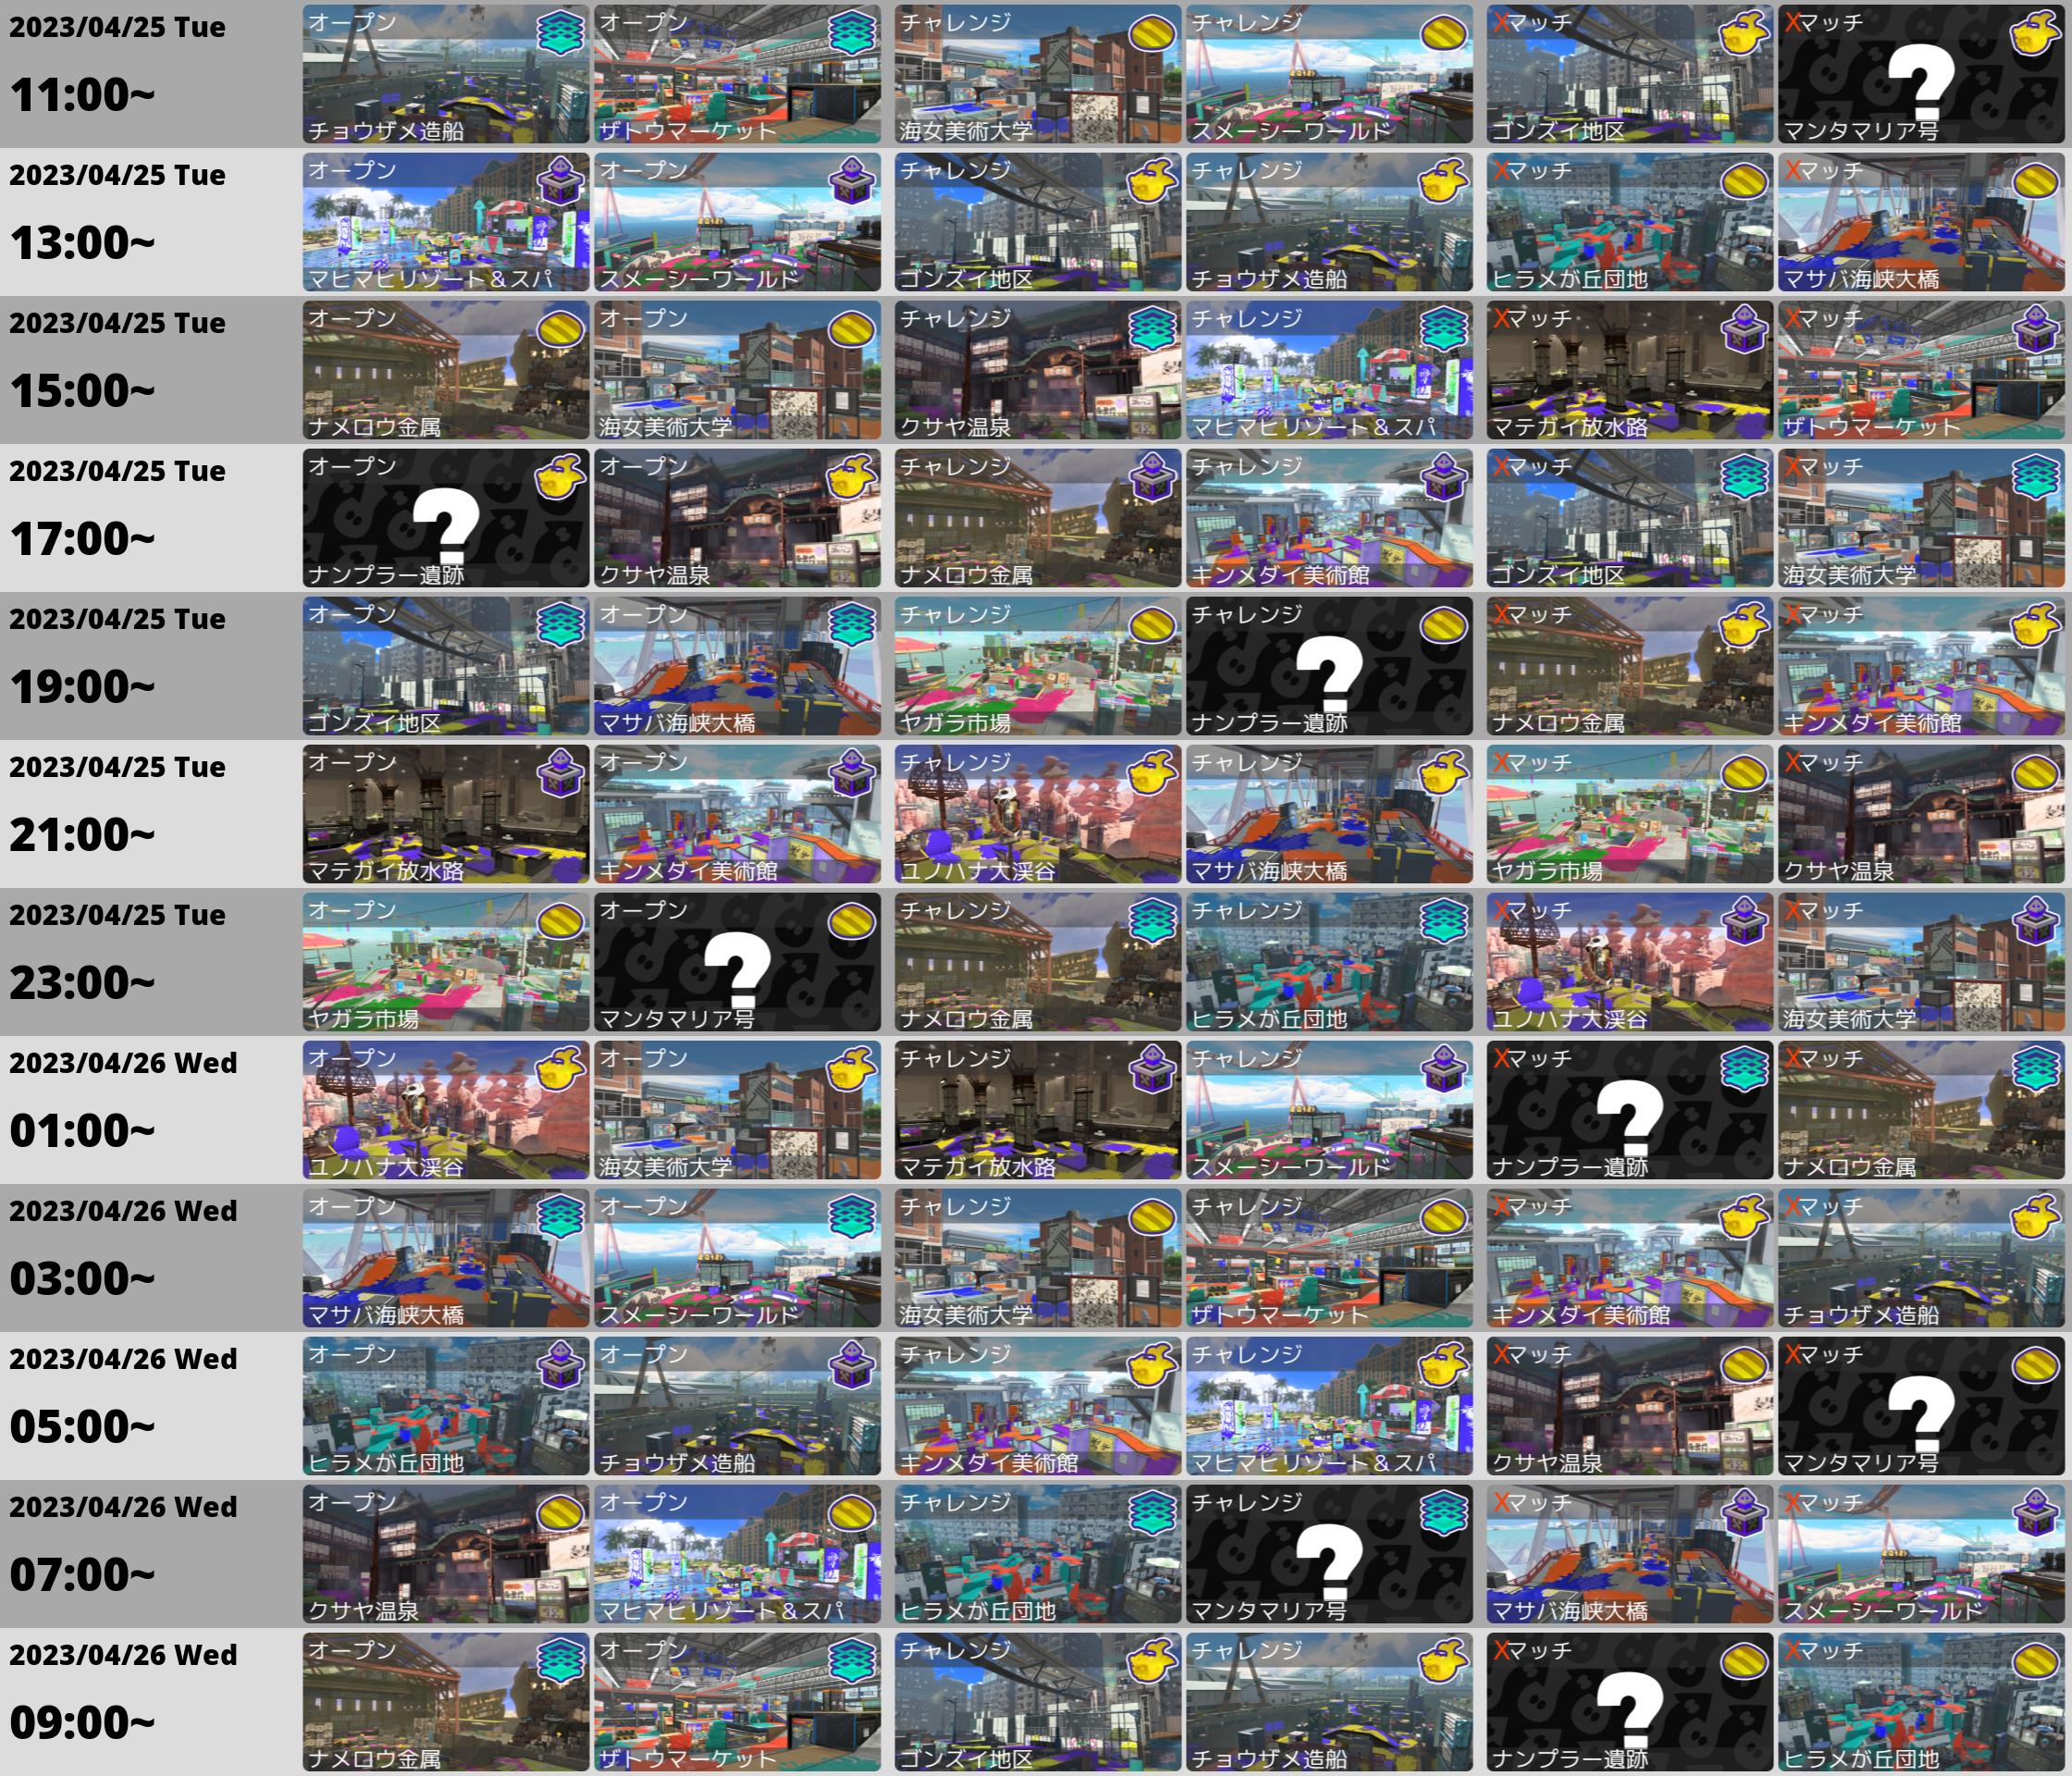 2023/04/25 Tue
11:00~
オープン オープン チャレンジ チャレンジ Xマッチ Xマッチ
チョウザメ造船 ザトウマーケット 海女美術大学 スメーシーワールド ゴンズイ地区 マンタマリア号
2023/04/25 Tue
13:00~
オープン オープン チャレンジ チャレンジ Xマッチ Xマッチ
マヒマヒリゾート＆スパ スメーシーワールド ゴンズイ地区 チョウザメ造船 ヒラメが丘団地 マサバ海峡大橋
2023/04/25 Tue
15:00~
オープン オープン チャレンジ チャレンジ Xマッチ Xマッチ
ナメロウ金属 海女美術大学 クサヤ温泉 マヒマヒリゾート＆スパ マテガイ放水路 ザトウマーケット
2023/04/25 Tue
17:00~
オープン オープン チャレンジ チャレンジ Xマッチ Xマッチ
ナンプラー遺跡 クサヤ温泉 ナメロウ金属 キンメダイ美術館 ゴンズイ地区 海女美術大学
2023/04/25 Tue
19:00~
オープン オープン チャレンジ チャレンジ Xマッチ Xマッチ
ゴンズイ地区 マサバ海峡大橋 ヤガラ市場 ナンプラー遺跡 ナメロウ金属 キンメダイ美術館
2023/04/25 Tue
21:00~
オープン オープン チャレンジ チャレンジ Xマッチ Xマッチ
マテガイ放水路 キンメダイ美術館 ユノハナ大渓谷 マサバ海峡大橋 ヤガラ市場 クサヤ温泉
2023/04/25 Tue
23:00~
オープン オープン チャレンジ チャレンジ Xマッチ Xマッチ
ヤガラ市場 マンタマリア号 ナメロウ金属 ヒラメが丘団地 ユノハナ大渓谷 海女美術大学
2023/04/26 Wed
01:00~
オープン オープン チャレンジ チャレンジ Xマッチ Xマッチ
ユノハナ大渓谷 海女美術大学 マテガイ放水路 スメーシーワールド ナンプラー遺跡 ナメロウ金属
2023/04/26 Wed
03:00~
オープン オープン チャレンジ チャレンジ Xマッチ Xマッチ
マサバ海峡大橋 スメーシーワールド 海女美術大学 ザトウマーケット キンメダイ美術館 チョウザメ造船
2023/04/26 Wed
05:00~
オープン オープン チャレンジ チャレンジ Xマッチ Xマッチ
ヒラメが丘団地 チョウザメ造船 キンメダイ美術館 マヒマヒリゾート＆スパ クサヤ温泉 マンタマリア号
2023/04/26 Wed
07:00~
オープン オープン チャレンジ チャレンジ Xマッチ Xマッチ
クサヤ温泉 マヒマヒリゾート＆スパ ヒラメが丘団地 マンタマリア号 マサバ海峡大橋 スメーシーワールド
2023/04/26 Wed
09:00~
オープン オープン チャレンジ チャレンジ Xマッチ Xマッチ
ナメロウ金属 ザトウマーケット ゴンズイ地区 チョウザメ造船 ナンプラー遺跡 ヒラメが丘団地